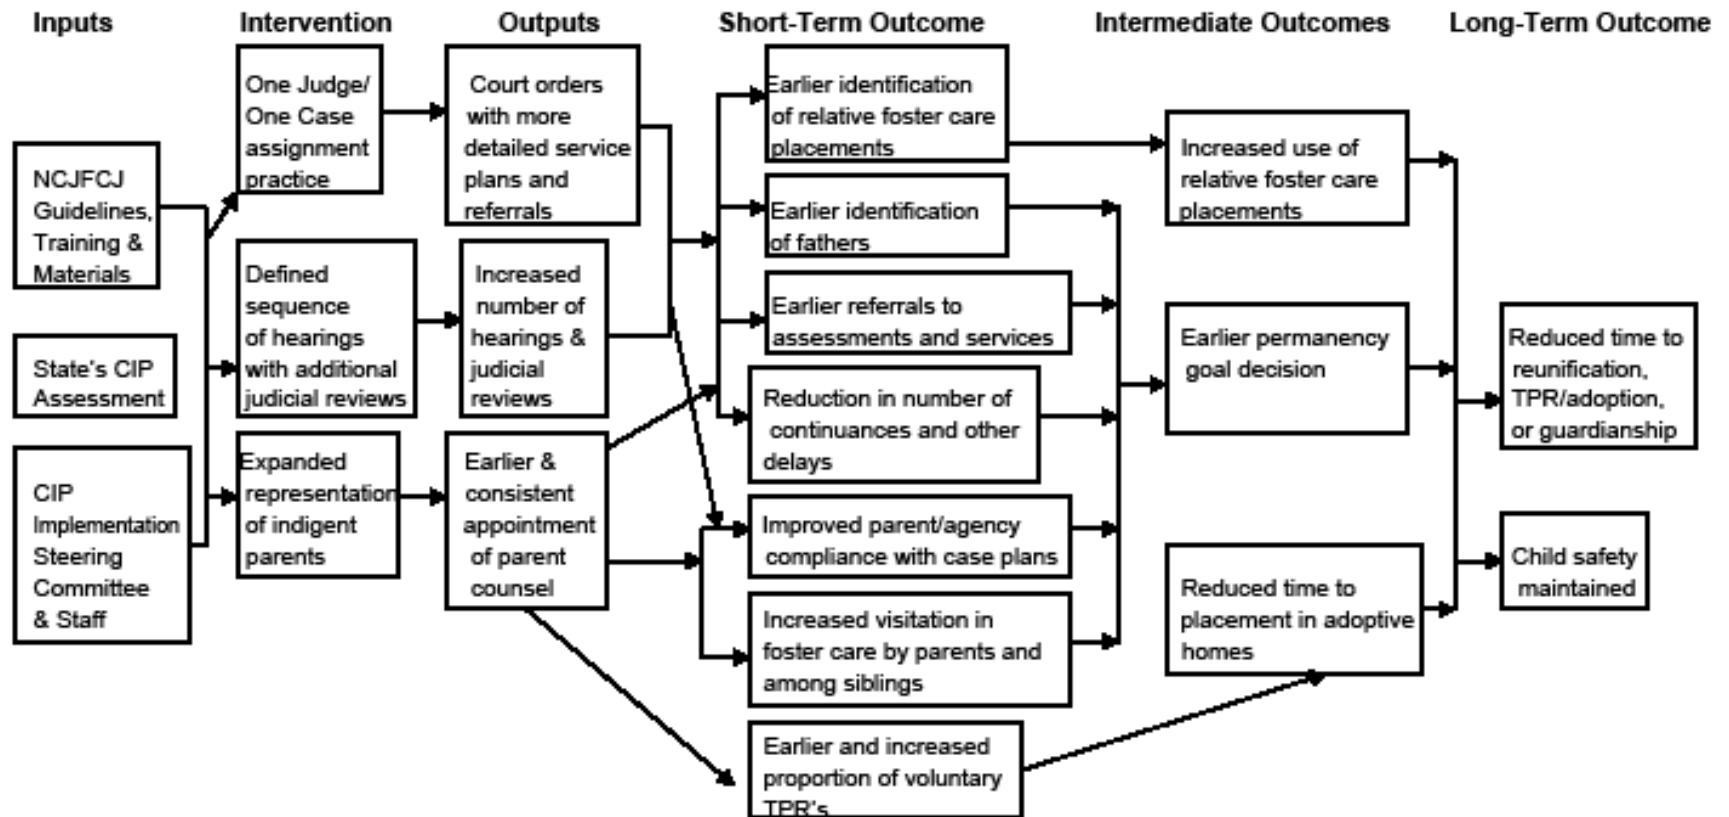 Inputs
Intervention
Outputs
Short-Term Outcome
Intermediate Outcomes
Long-Term Outcome
NCJFCJ
Guidelines,
Training &
Materials
State's CIP
Assessment
CIP
Implementation
Steering
Committee
& Staff
One Judge/
One Case
assignment
practice
Defined
sequence
of hearings
with additional
judicial reviews
Expanded
representation
of indigent
parents
Court orders
with more
detailed service
plans and
referrals
Increased
number of
hearings &
judicial
reviews
Earlier &
consistent
appointment
of parent
counsel
Earlier identification
of relative foster care
placements
Earlier identification
of fathers
Earlier referrals to
assessments and services
Reduction in number of
continuances and other
delays
Improved parent/agency
compliance with case plans
Increased visitation in
foster care by parents and
among siblings
Earlier and increased
proportion of voluntary
TPR's
Increased use of
relative foster care
placements
Earlier permanency
goal decision
Reduced time to
placement in adoptive
homes
Reduced time to
reunification,
TPR/adoption,
or guardianship
Child safety
maintained